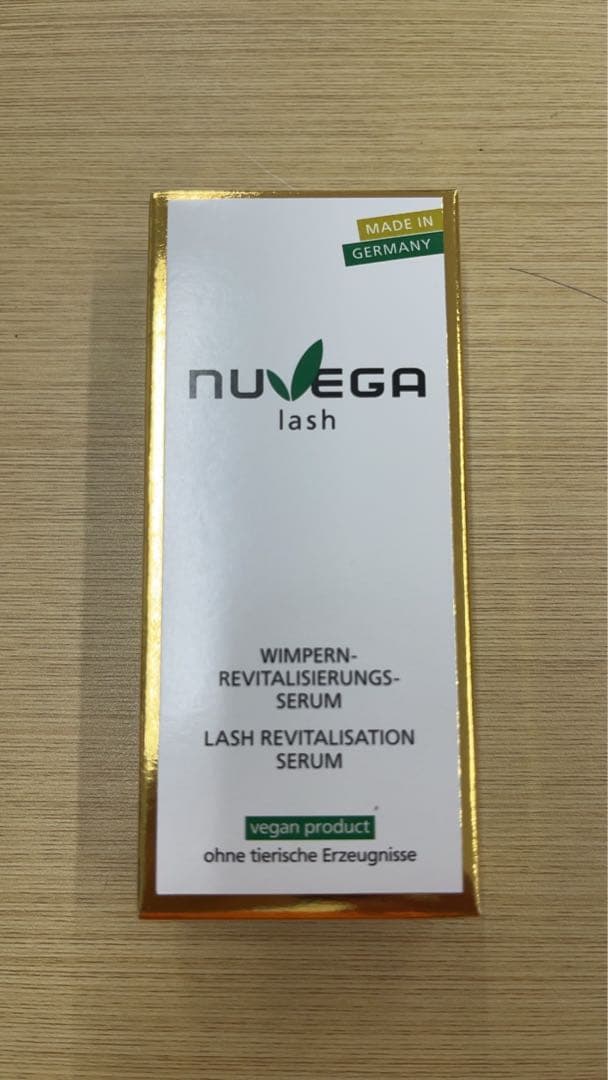 MADE IN
GERMANY
NUVEGA
lash
WIMPERN-
REVITALISIERUNGS-
SERUM
LASH REVITALISATION
SERUM
vegan product
ohne tierische Erzeugnisse